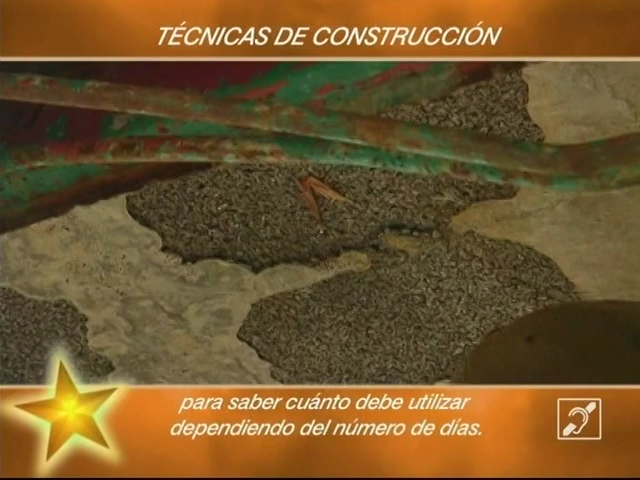 TÉCNICAS DE CONSTRUCCIÓN
para saber cuánto debe utilizar
dependiendo del número de días.